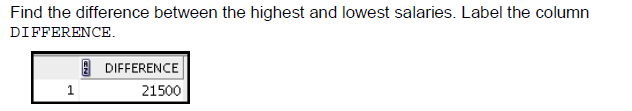 Find the difference between the highest and lowest salaries. Label the column
DIFFERENCE.
DIFFERENCE
1 21500